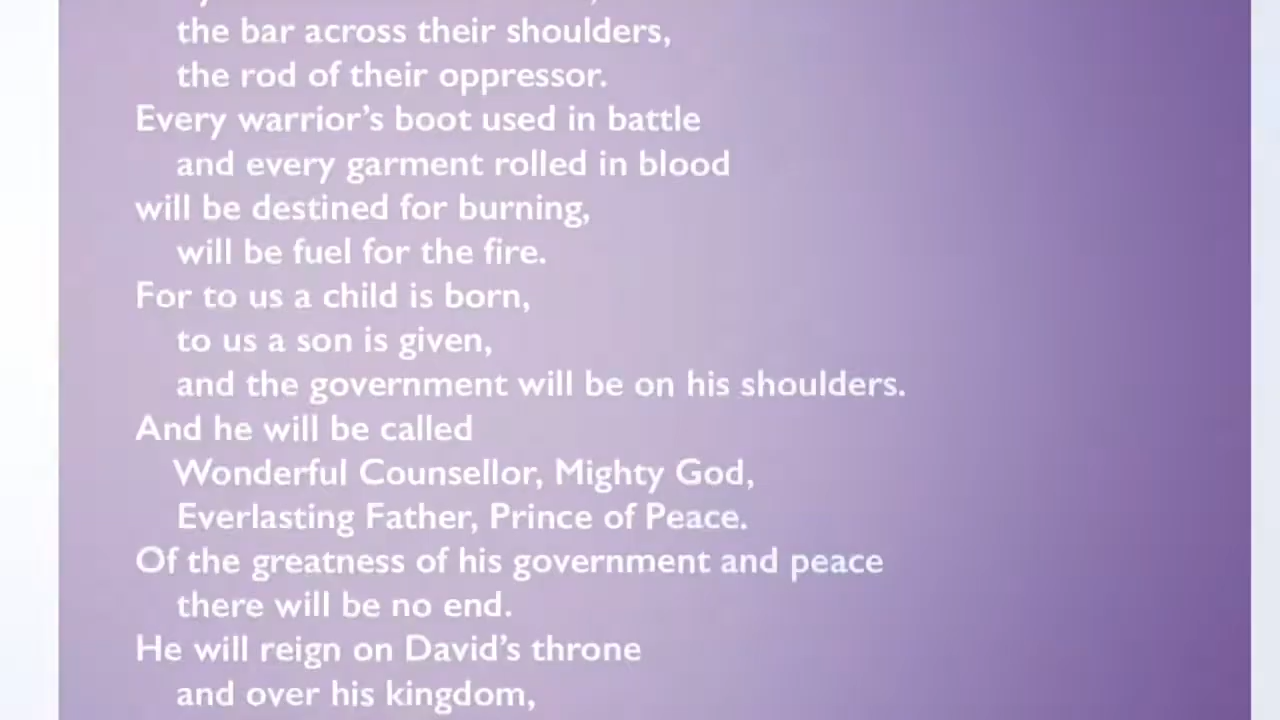 the bar across their shoulders,
the rod of their oppressor.
Every warrior’s boot used in battle
and every garment rolled in blood
will be destined for burning,
will be fuel for the fire.
For to us a child is born,
to us a son is given,
and the government will be on his shoulders.
And he will be called
Wonderful Counsellor, Mighty God,
Everlasting Father, Prince of Peace.
Of the greatness of his government and peace
there will be no end.
He will reign on David’s throne
and over his kingdom,